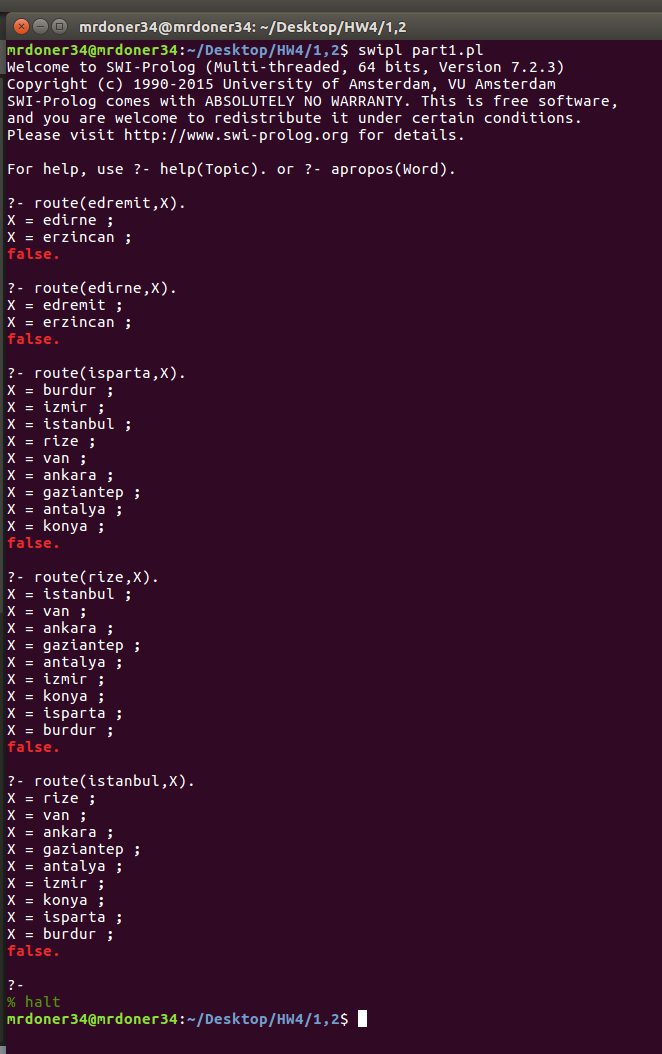 mrdoner34@mrdoner34: ~/Desktop/HW4/1,2
mrdoner34@mrdoner34:~/Desktop/HW4/1,2$ swipl part1.pl
Welcome to SWI-Prolog (Multi-threaded, 64 bits, Version 7.2.3)
Copyright (c) 1990-2015 University of Amsterdam, VU Amsterdam
SWI-Prolog comes with ABSOLUTELY NO WARRANTY. This is free software,
and you are welcome to redistribute it under certain conditions.
Please visit http://www.swi-prolog.org for details.

For help, use ?- help(Topic). or ?- apropos(Word).

?- route(edremit,X).
X = edirne ;
X = erzincan ;
false.

?- route(edirne,X).
X = edremit ;
X = erzincan ;
false.

?- route(isparta,X).
X = burdur ;
X = izmir ;
X = istanbul ;
X = rize ;
X = van ;
X = ankara ;
X = gaziantep ;
X = antalya ;
X = konya ;
false.

?- route(rize,X).
X = istanbul ;
X = van ;
X = ankara ;
X = gaziantep ;
X = antalya ;
X = izmir ;
X = konya ;
X = isparta ;
X = burdur ;
false.

?- route(istanbul,X).
X = rize ;
X = van ;
X = ankara ;
X = gaziantep ;
X = antalya ;
X = izmir ;
X = konya ;
X = isparta ;
X = burdur ;
false.

?-
% halt
mrdoner34@mrdoner34:~/Desktop/HW4/1,2$